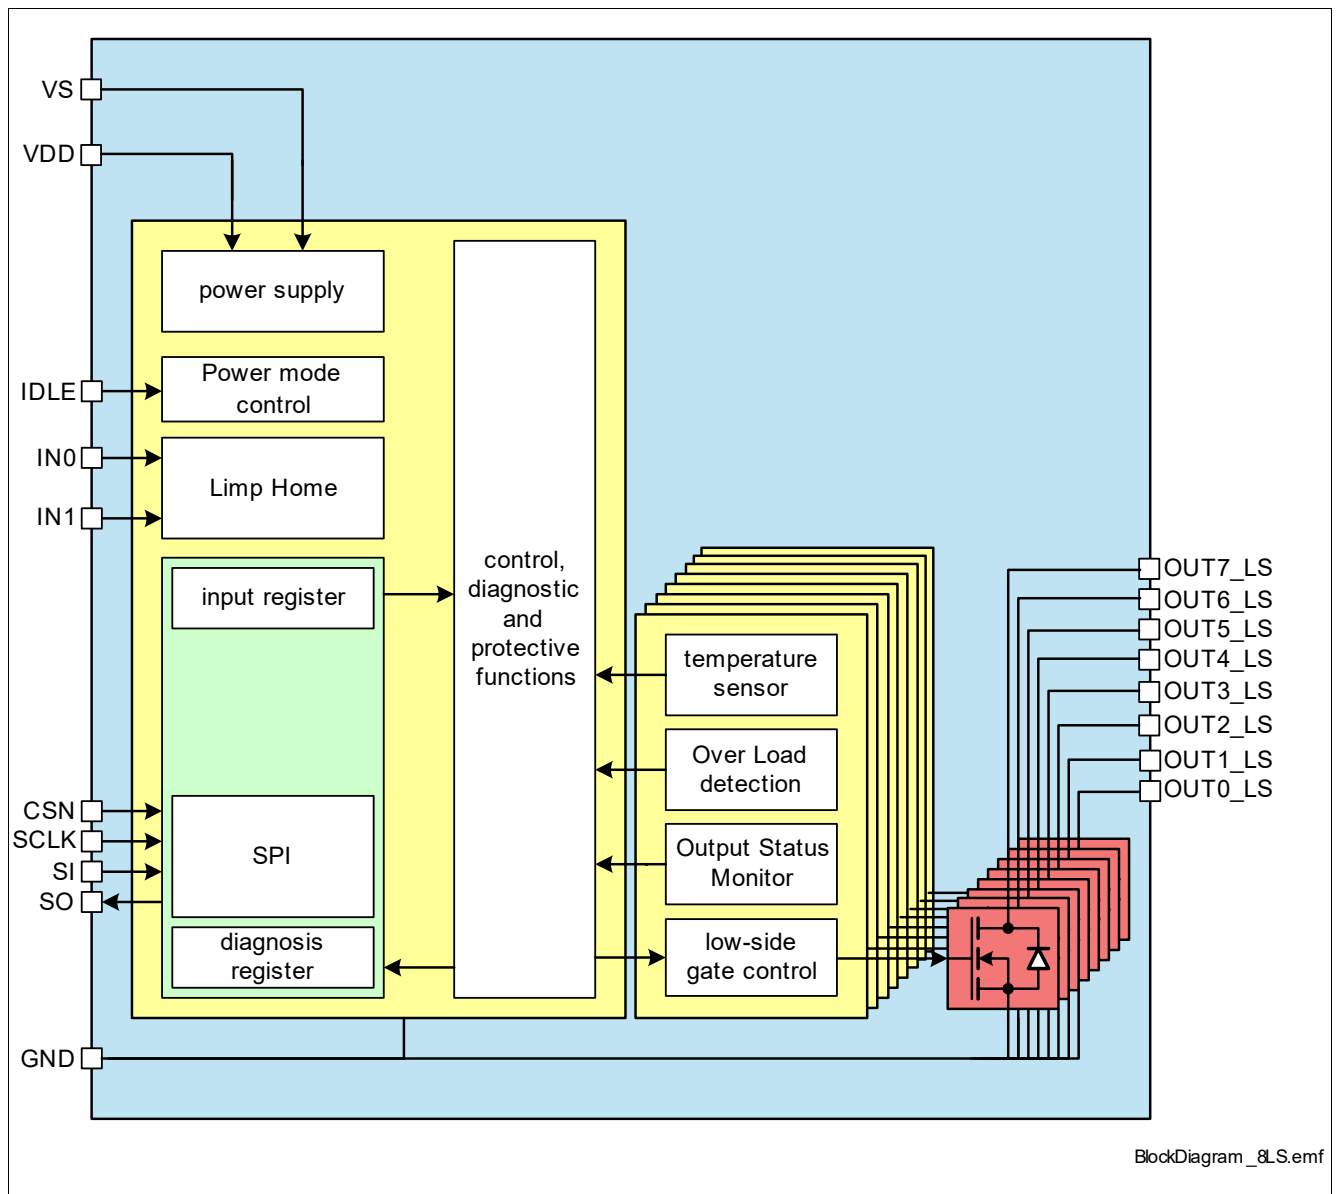 VS
VDD
power supply
IDLE
Power mode
control
IN0
IN1
Limp Home
input register
control,
diagnostic
and
protective
functions
CSN
SCLK
SI
SO
SPI
diagnosis
register
GND
temperature
sensor
Over Load
detection
Output Status
Monitor
low-side
gate control
OUT7_LS
OUT6_LS
OUT5_LS
OUT4_LS
OUT3_LS
OUT2_LS
OUT1_LS
OUT0_LS
BlockDiagram_8LS.emf